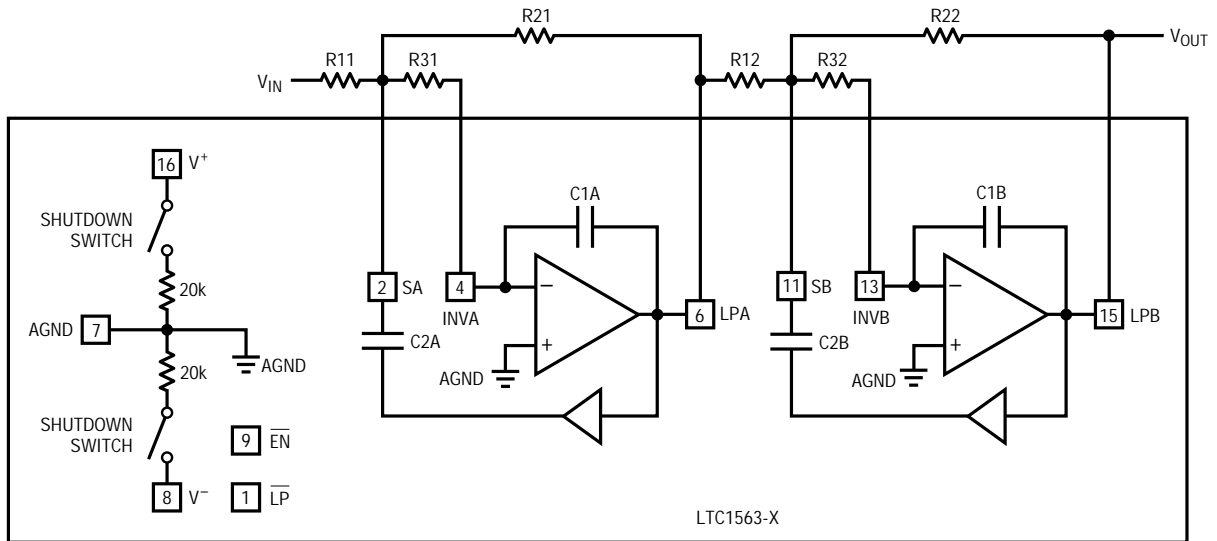 R21
R22
R11
R31
R12
R32
VIN
VOUT
16 V+
C1A
C1B
SHUTDOWN
SWITCH
20k
2 SA
4
INVA
−
+
6 LPA
11 SB
13
INVB
−
+
15 LPB
AGND 7
AGND
C2A
AGND
C2B
AGND
20k
SHUTDOWN
SWITCH
9 EN
8 V−
1 LP
LTC1563-X